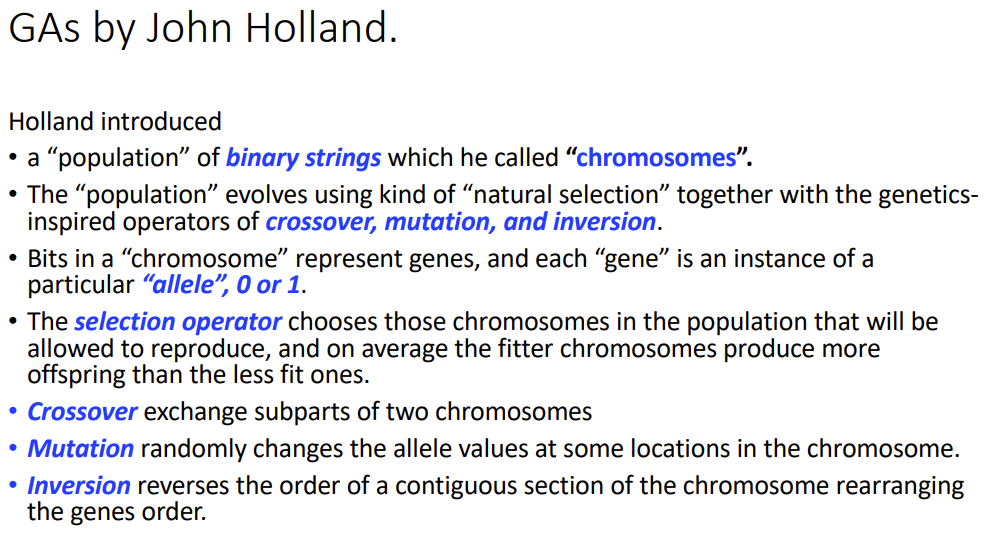 GAs by John Holland.
Holland introduced
• a “population” of binary strings which he called “chromosomes”.
• The “population” evolves using kind of “natural selection” together with the genetics-
inspired operators of crossover, mutation, and inversion.
• Bits in a “chromosome” represent genes, and each “gene” is an instance of a
particular “allele”, 0 or 1.
• The selection operator chooses those chromosomes in the population that will be
allowed to reproduce, and on average the fitter chromosomes produce more
offspring than the less fit ones.
• Crossover exchange subparts of two chromosomes
• Mutation randomly changes the allele values at some locations in the chromosome.
• Inversion reverses the order of a contiguous section of the chromosome rearranging
the genes order.